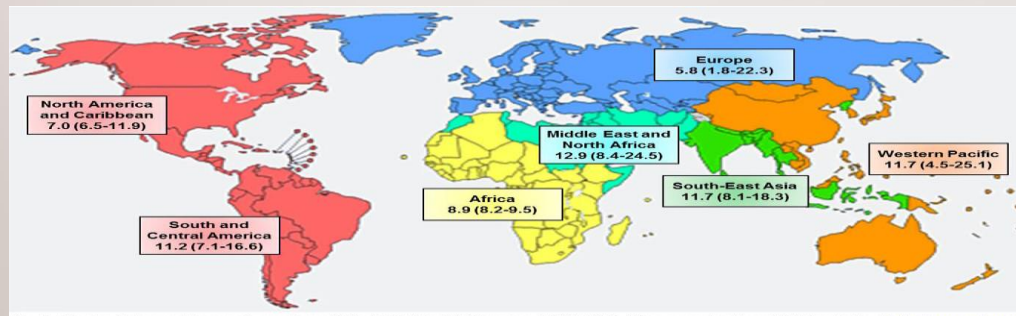 Europe
5.8 (1.8-22.3)
North America
and Caribbean
7.0 (6.5-11.9)
Middle East and
North Africa
12.9 (8.4-24.5)
Western Pacific
11.7 (4.5-25.1)
South-East Asia
11.7 (8.1-18.3)
Africa
8.9 (8.2-9.5)
South and
Central America
11.2 (7.1-16.6)